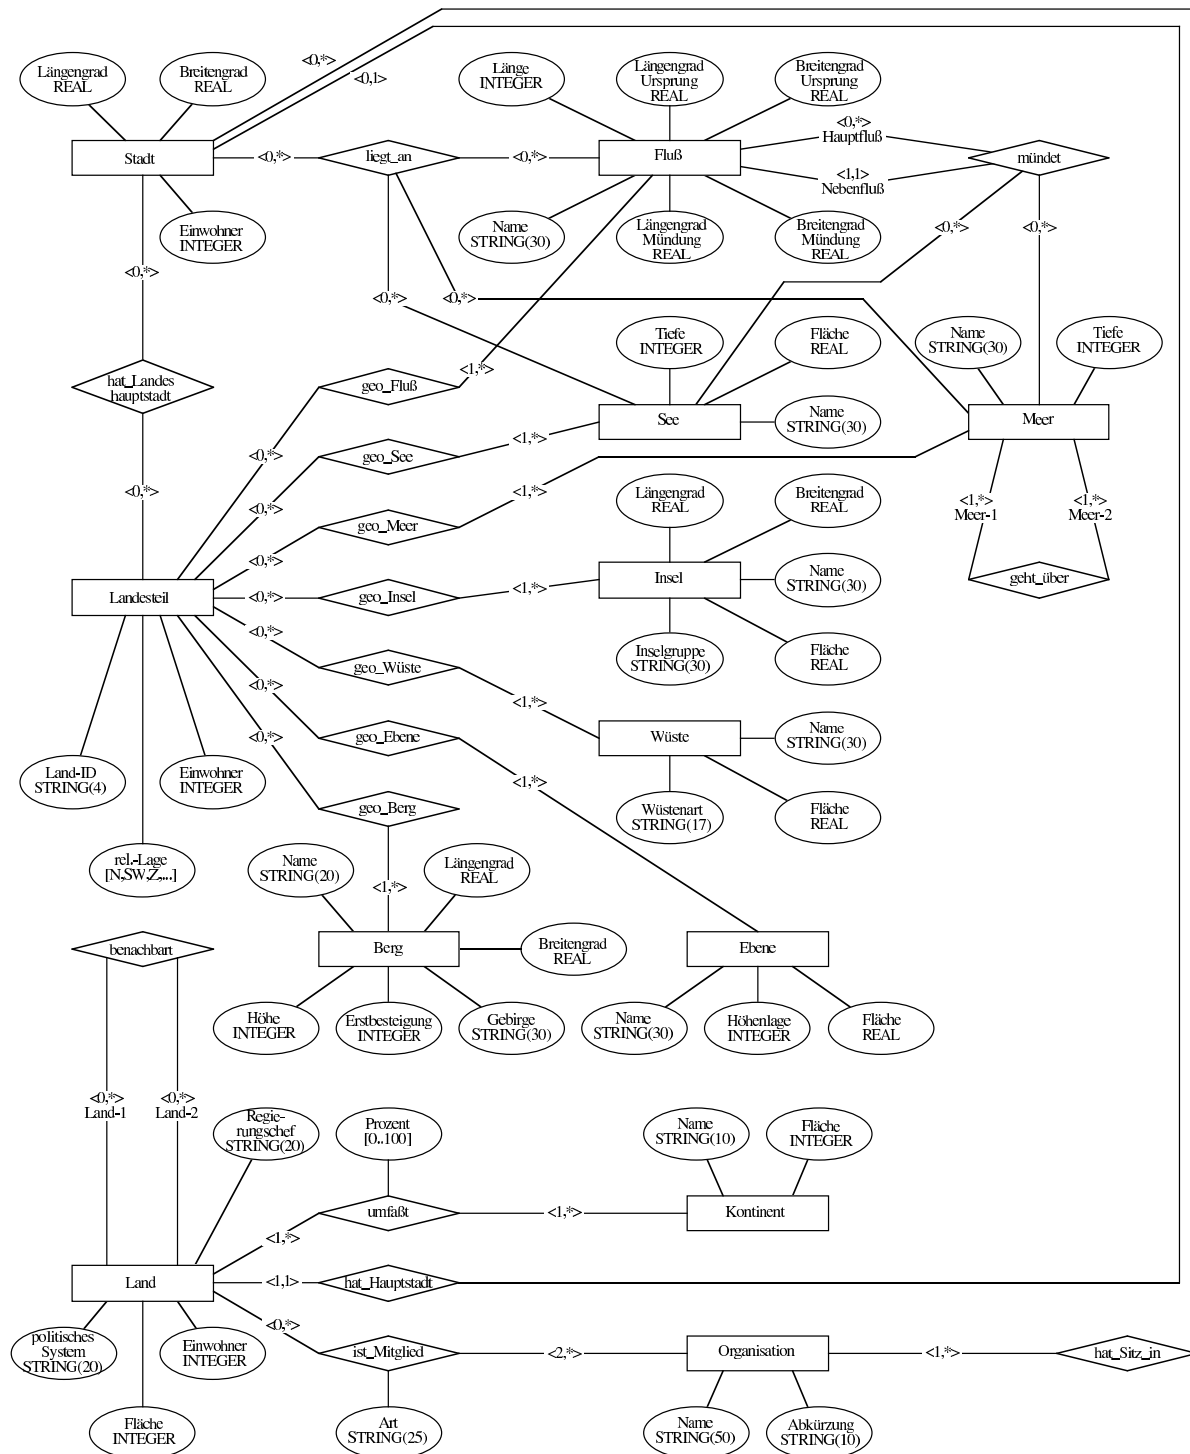 <0,*>
<0,1>
Längengrad
REAL
Breitengrad
REAL
Länge
INTEGER
Längengrad
Ursprung
REAL
Breitengrad
Ursprung
REAL
<0,*>
Hauptfluß
Stadt
<0,*>
liegt_an
<0,*>
Fluß
mündet
<1,1>
Nebenfluß
Einwohner
INTEGER
Name
STRING(30)
Längengrad
Mündung
REAL
Breitengrad
Mündung
REAL
<0,*>
<0,*>
<0,*>
<0,*>
<0,*>
Tiefe
INTEGER
Fläche
REAL
Name
STRING(30)
Tiefe
INTEGER
hat_Landes
hauptstadt
geo_Fluß
<1,*>
See
Name
STRING(30)
Meer
<0,*>
geo_See
<1,*>
<0,*>
<0,*>
<1,*>
Längengrad
REAL
Breitengrad
REAL
<1,*>
Meer-1
<1,*>
Meer-2
<0,*>
geo_Meer
<0,*>
Landesteil
<0,*>
geo_Insel
<1,*>
Insel
Name
STRING(30)
geht_über
<0,*>
geo_Wüste
Inselgruppe
STRING(30)
Fläche
REAL
<0,*>
<1,*>
<0,*>
geo_Ebene
Wüste
Name
STRING(30)
Land-ID
STRING(4)
Einwohner
INTEGER
<1,*>
geo_Berg
Wüstenart
STRING(17)
Fläche
REAL
rel.-Lage
[N,SW,Z,...]
Name
STRING(20)
<1,*>
Längengrad
REAL
benachbart
Berg
Breitengrad
REAL
Ebene
Höhe
INTEGER
Erstbesteigung
INTEGER
Gebirge
STRING(30)
Name
STRING(30)
Höhenlage
INTEGER
Fläche
REAL
<0,*>
Land-1
<0,*>
Land-2
Regie-
rungschef
STRING(20)
Prozent
[0..100]
Name
STRING(10)
Fläche
INTEGER
umfaßt
<1,*>
Kontinent
<1,*>
Land
<1,1>
hat_Hauptstadt
<0,*>
politisches
System
STRING(20)
Einwohner
INTEGER
ist_Mitglied
<2,*>
Organisation
<1,*>
hat_Sitz_in
Fläche
INTEGER
Art
STRING(25)
Name
STRING(50)
Abkürzung
STRING(10)